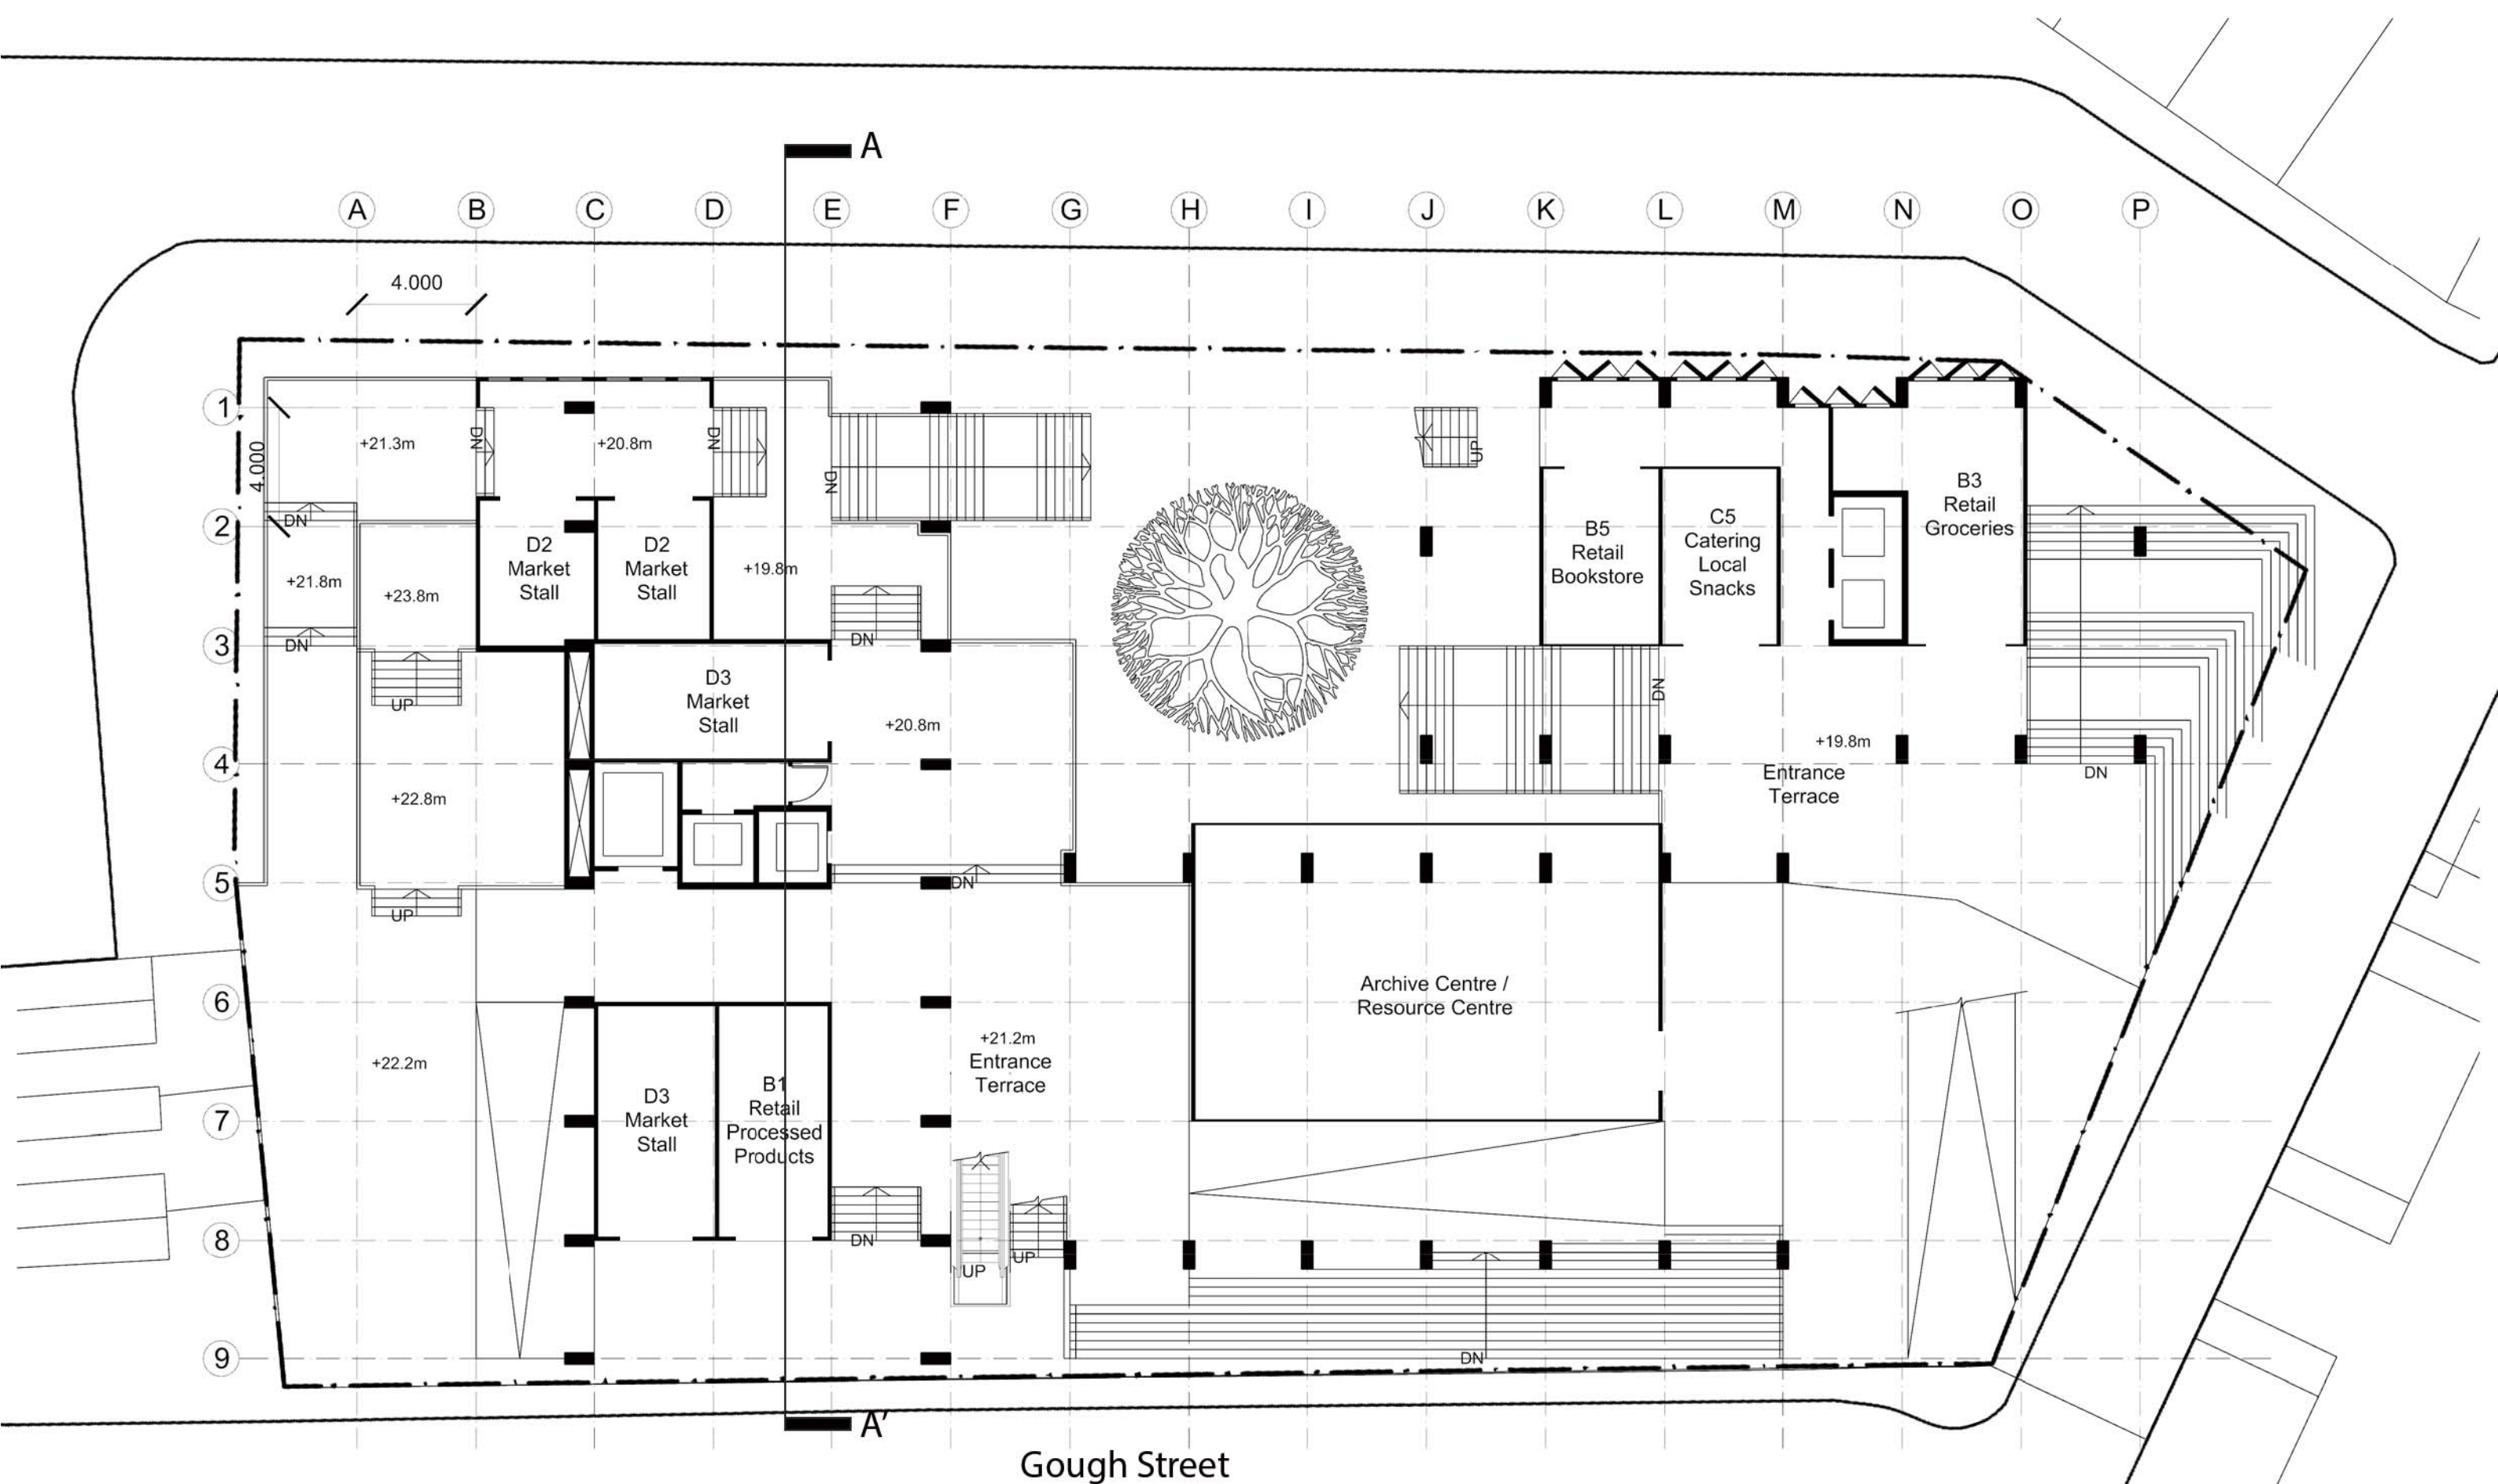 A
A
B
C
D
E
F
G
H
I
J
K
L
M
N
O
P
4.000
4.000
1
2
3
4
5
6
7
8
9
+21.3m
DN
+20.8m
DN
DN
UP
DN
+21.8m
DN
+23.8m
UP
D2
Market
Stall
D2
Market
Stall
+19.8m
DN
B5
Retail
Bookstore
C5
Catering
Local
Snacks
B3
Retail
Groceries
D3
Market
Stall
+20.8m
DN
+19.8m
Entrance
Terrace
DN
+22.8m
UP
DN
Archive Centre /
Resource Centre
+22.2m
D3
Market
Stall
B1
Retail
Processed
Products
+21.2m
Entrance
Terrace
DN
UP
UP
DN
A'
Gough Street